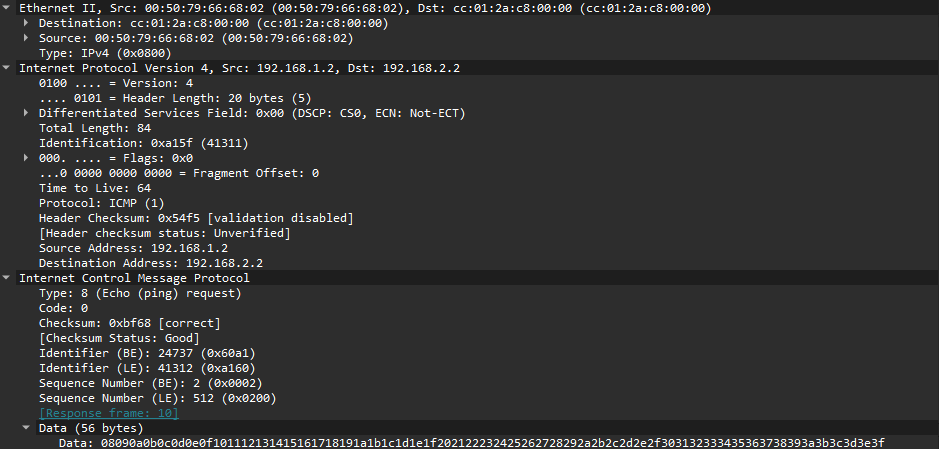 Ethernet II, Src: 00:50:79:66:68:02 (00:50:79:66:68:02), Dst: cc:01:2a:c8:00:00 (cc:01:2a:c8:00:00)
Destination: cc:01:2a:c8:00:00 (cc:01:2a:c8:00:00)
Source: 00:50:79:66:68:02 (00:50:79:66:68:02)
Type: IPv4 (0x0800)
Internet Protocol Version 4, Src: 192.168.1.2, Dst: 192.168.2.2
0100 .... = Version: 4
.... 0101 = Header Length: 20 bytes (5)
Differentiated Services Field: 0x00 (DSCP: CS0, ECN: Not-ECT)
Total Length: 84
Identification: 0xa15f (41311)
000. .... = Flags: 0x0
...0 0000 0000 0000 = Fragment Offset: 0
Time to Live: 64
Protocol: ICMP (1)
Header Checksum: 0x54f5 [validation disabled]
[Header checksum status: Unverified]
Source Address: 192.168.1.2
Destination Address: 192.168.2.2
Internet Control Message Protocol
Type: 8 (Echo (ping) request)
Code: 0
Checksum: 0xbf68 [correct]
[Checksum Status: Good]
Identifier (BE): 24737 (0x60a1)
Identifier (LE): 41312 (0xa160)
Sequence Number (BE): 2 (0x0002)
Sequence Number (LE): 512 (0x0200)
[Response frame: 10]
Data (56 bytes)
Data: 08090a0b0c0d0e0f101112131415161718191a1b1c1d1e1f202122232425262728292a2b2c2d2e2f303132333435363738393a3b3c3d3e3f